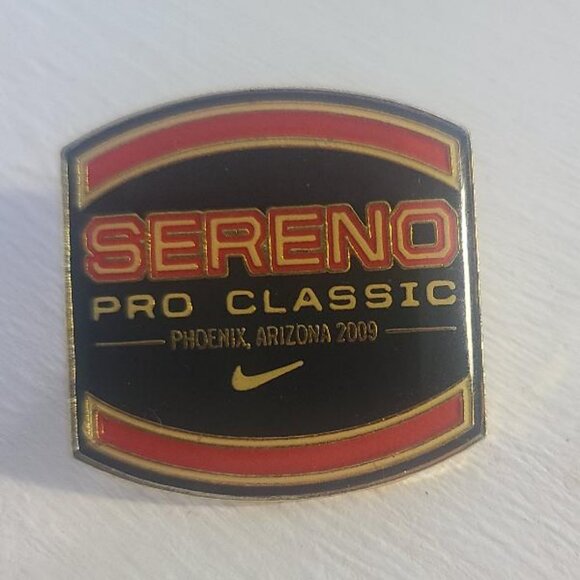 SERENO
PRO CLASSIC
PHOENIX, ARIZONA 2009